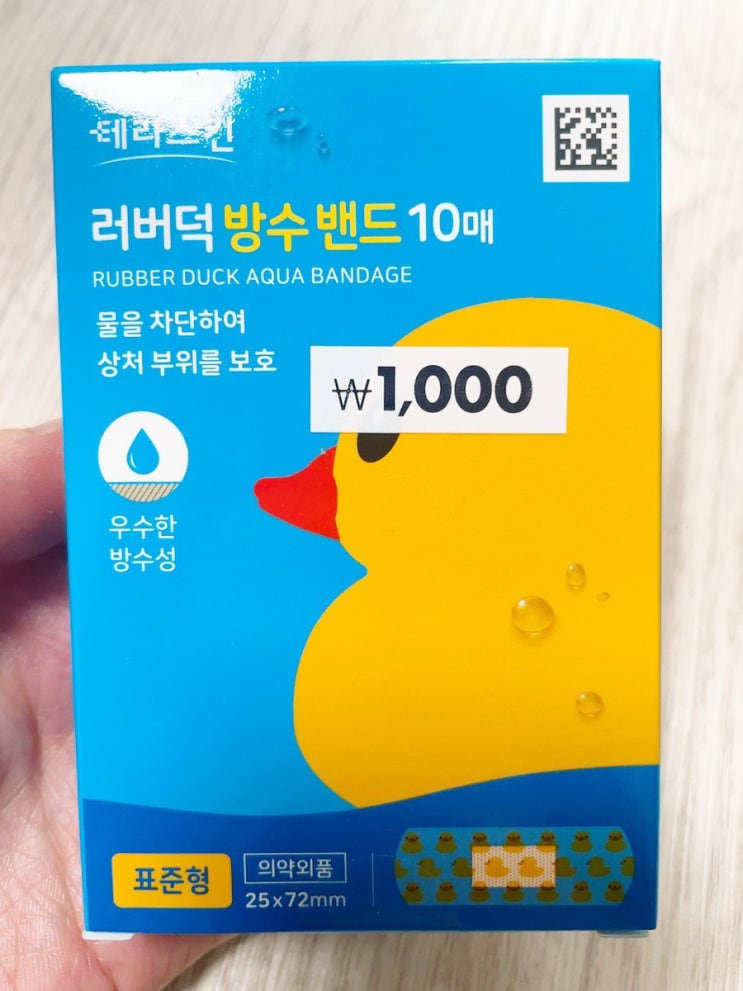 러버덕 방수 밴드 10매
RUBBER DUCK AQUA BANDAGE
물을 차단하여
상처 부위를 보호
₩1,000
우수한
방수성
표준형
의약외품
25x72mm